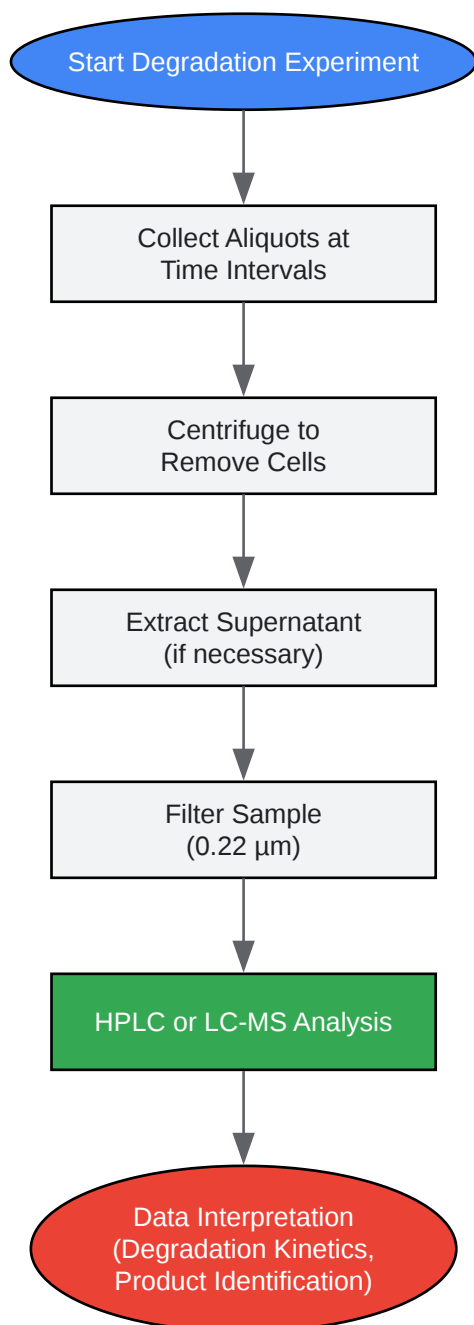 Start Degradation Experiment
Collect Aliquots at
Time Intervals
Centrifuge to
Remove Cells
Extract Supernatant
(if necessary)
Filter Sample
(0.22 µm)
HPLC or LC-MS Analysis
Data Interpretation
(Degradation Kinetics,
Product Identification)